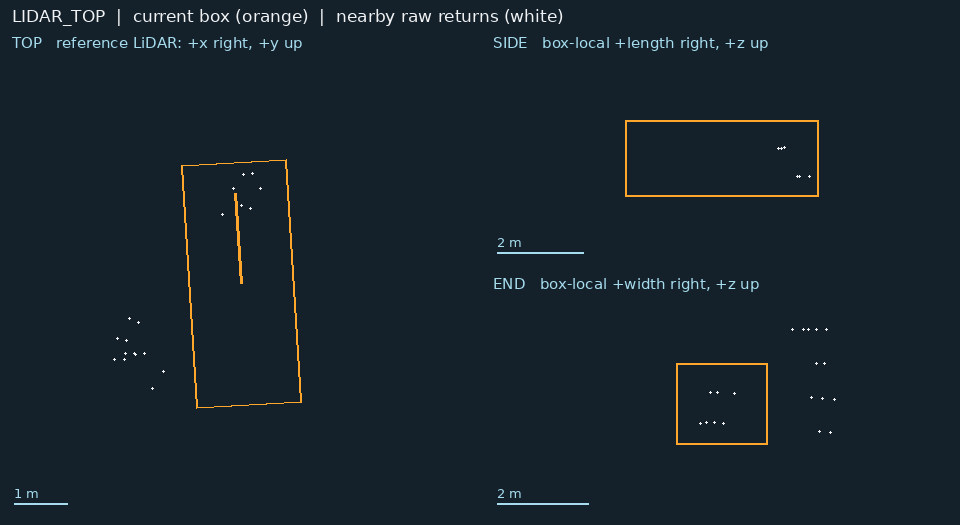 LIDAR_TOP | current box (orange) | nearby raw returns (white)
TOP reference LiDAR: +x right, +y up
SIDE box-local +length right, +z up
2 m
END box-local +width right, +z up
1 m
2 m